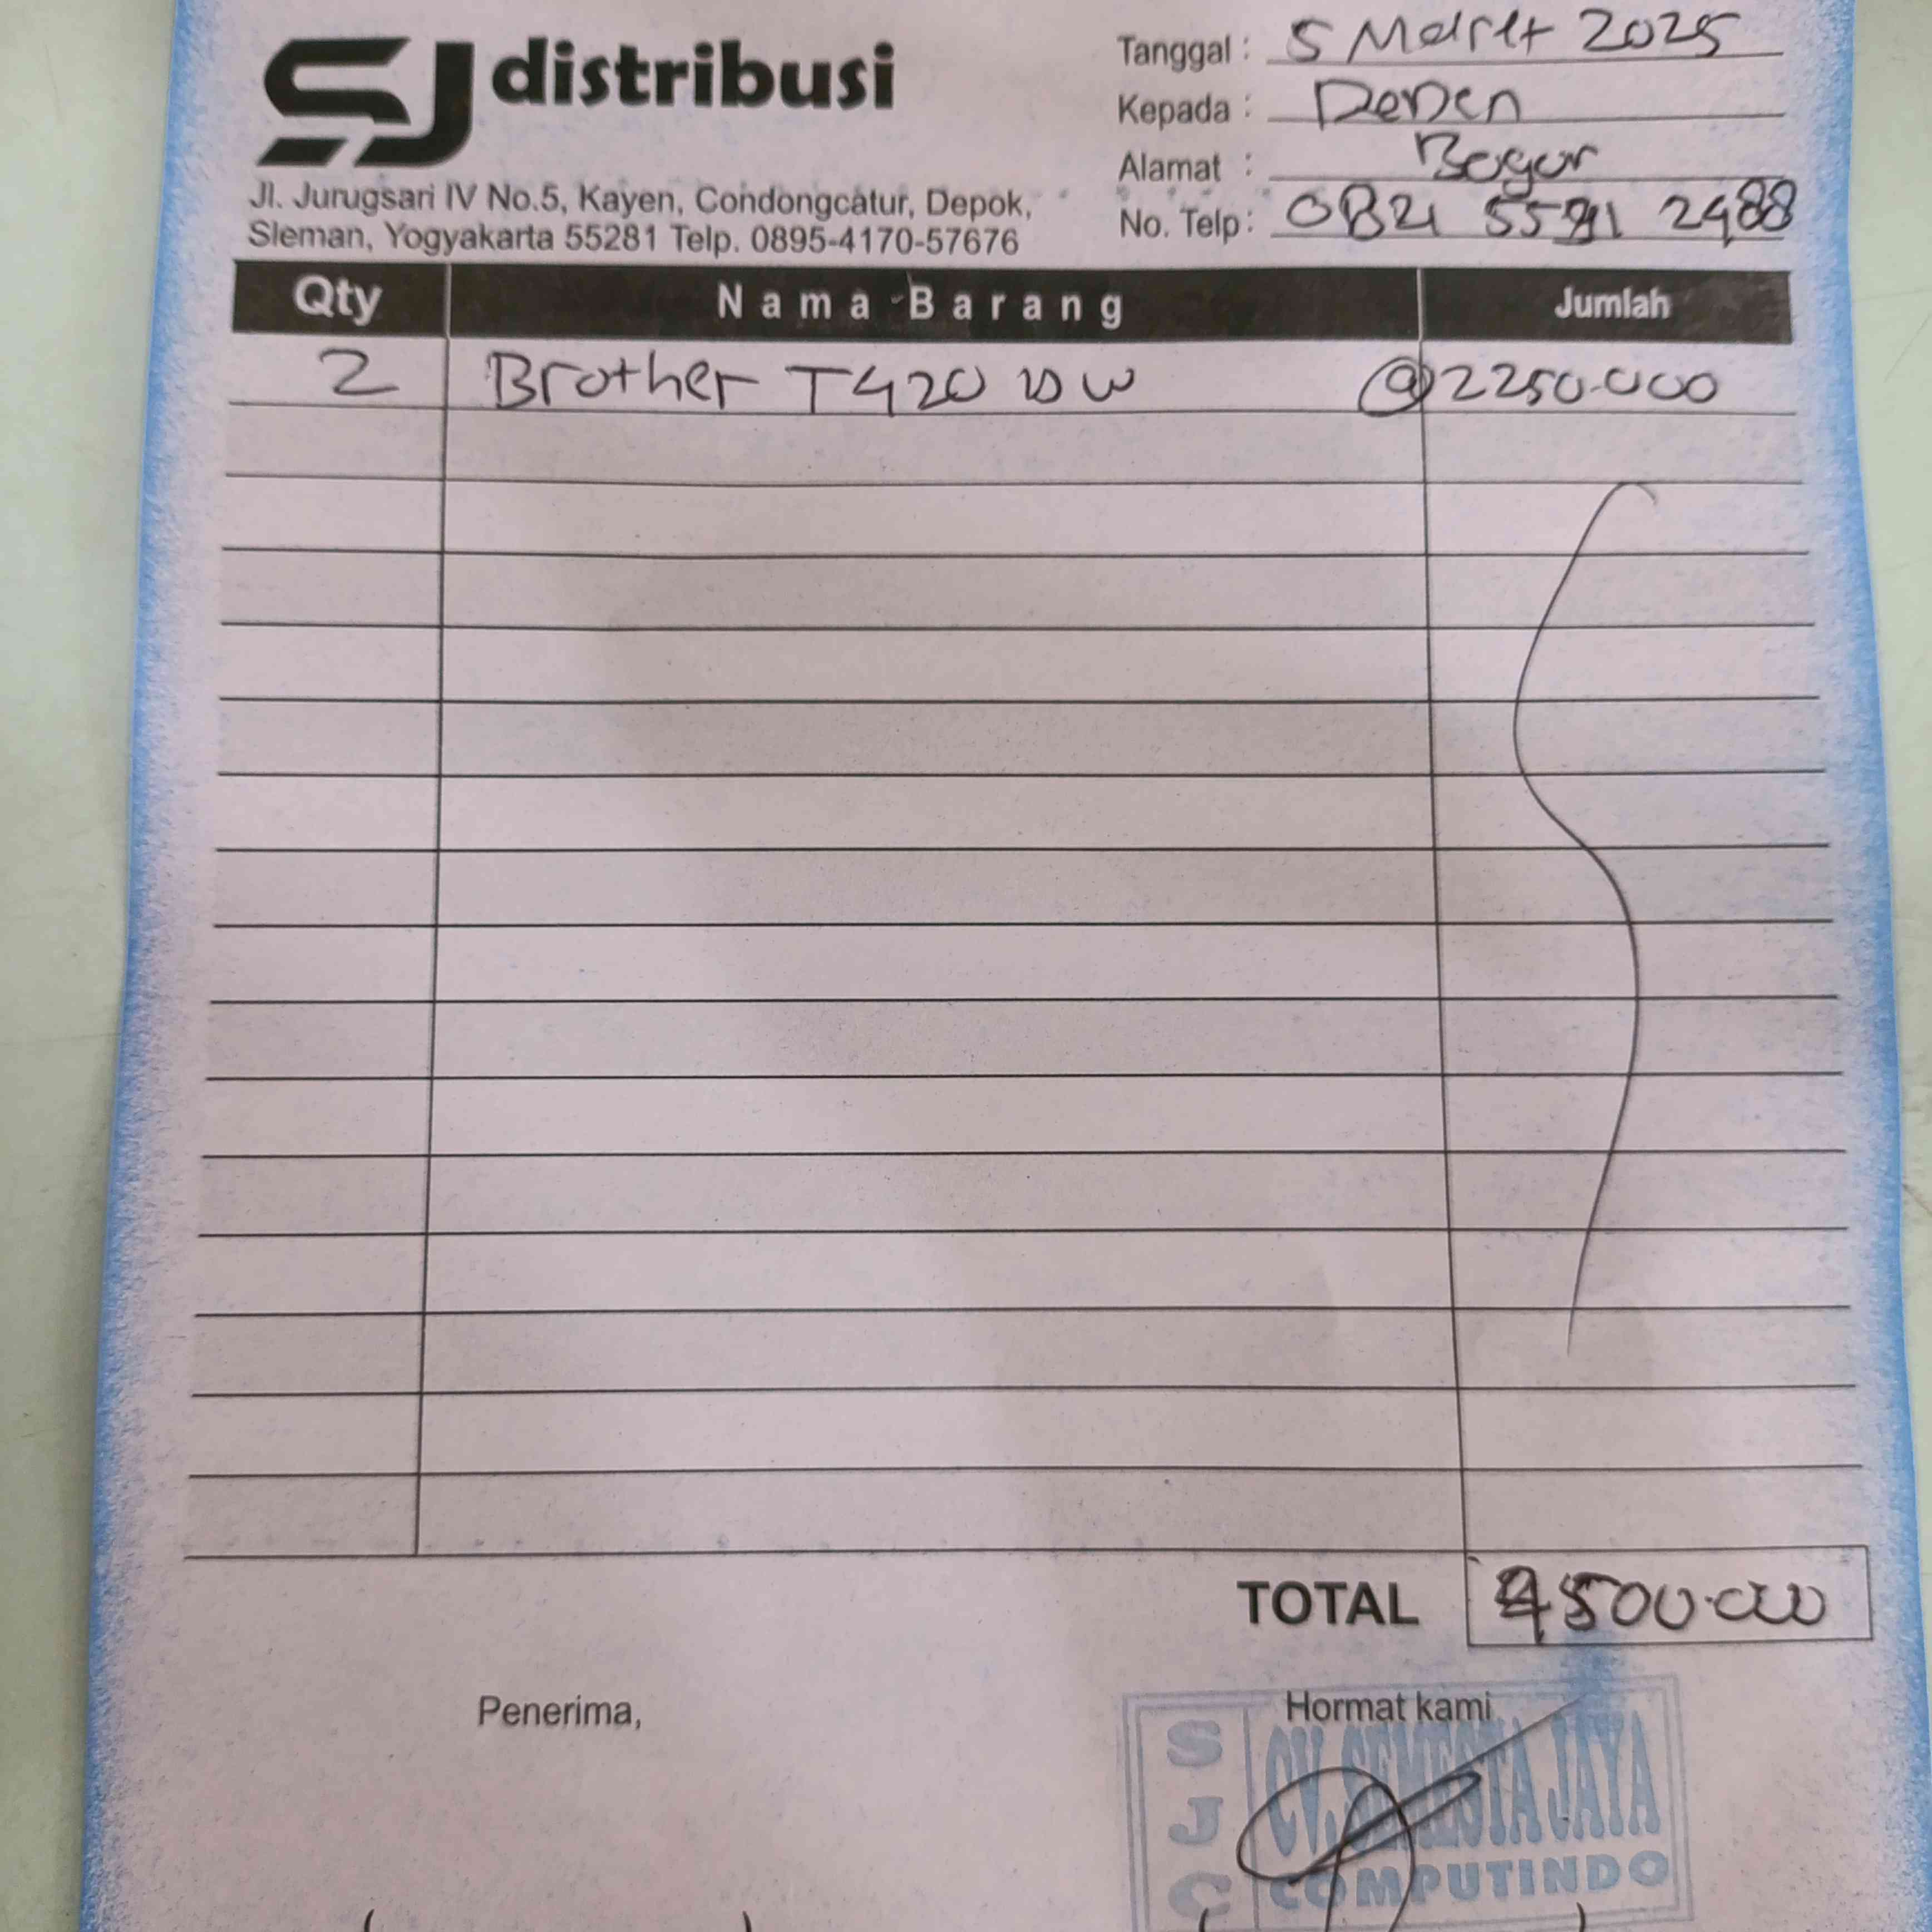 SJ distribusi
Jl. Jurugsari IV No.5, Kayen, Condongcatur, Depok,
Sleman, Yogyakarta 55281 Telp. 0895-4170-57676
Tanggal : 5 Maret 2025
Kepada : Deden
Alamat : Bogor
No. Telp: 0821 2488
Qty Nama Barang Jumlah
2 Brother T420 DW @ 2250.000
TOTAL 4500.000
Penerima,
Hormat kami
SJC
CV. SEMESTA JAYA
COMPUTINDO